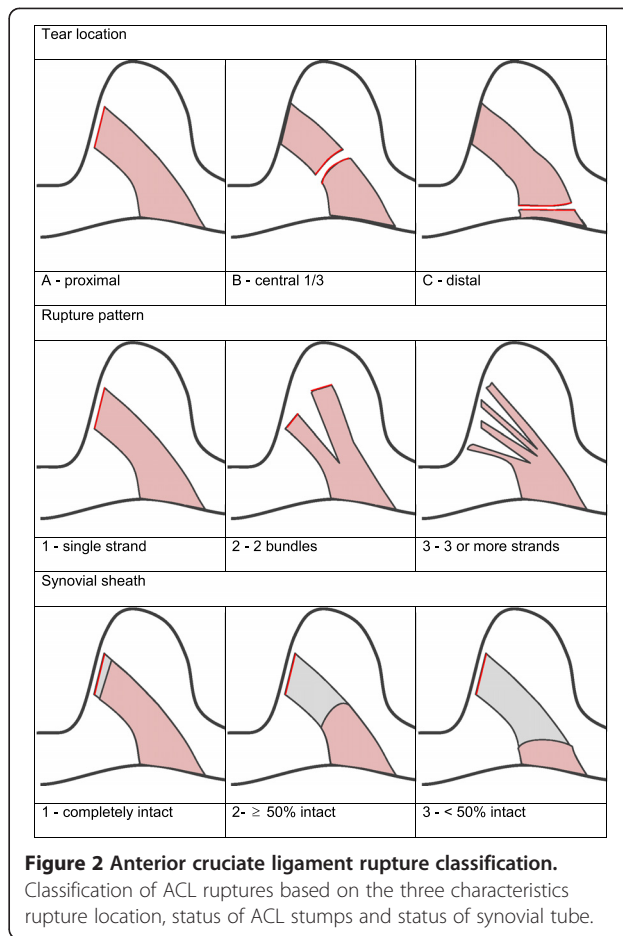 Tear location
A - proximal
B - central 1/3
C - distal
Rupture pattern
1 - single strand
2 - 2 bundles
3 - 3 or more strands
Synovial sheath
1 - completely intact
2- ≥ 50% intact
3 - < 50% intact
Figure 2 Anterior cruciate ligament rupture classification.
Classification of ACL ruptures based on the three characteristics
rupture location, status of ACL stumps and status of synovial tube.